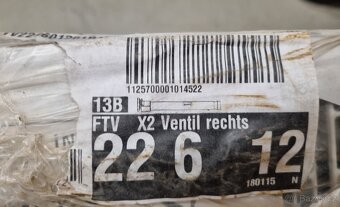 1125700001014522
13B
FTV X2 Ventil rechts
22 6 12
180115 N